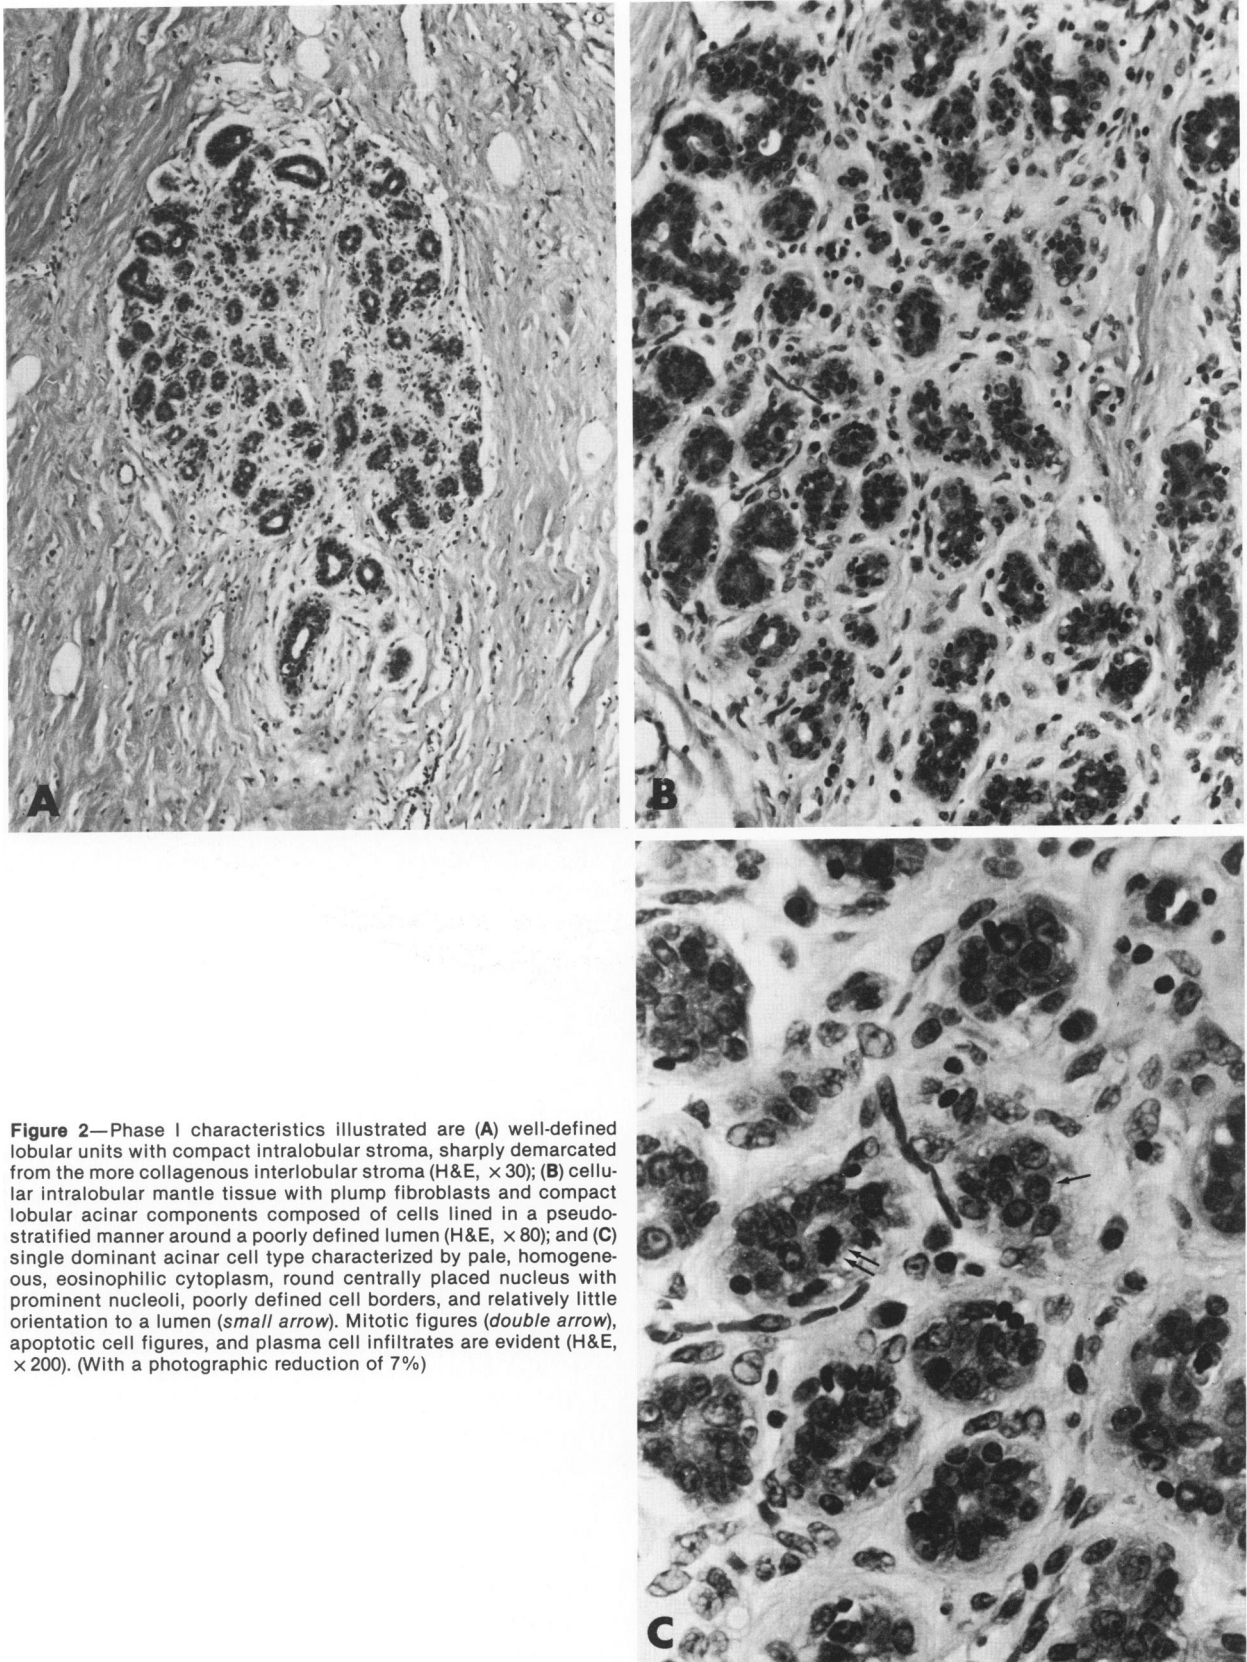 A
B
Figure 2—Phase I characteristics illustrated are (A) well-defined
lobular units with compact intralobular stroma, sharply demarcated
from the more collagenous interlobular stroma (H&E, ×30); (B) cellu-
lar intralobular mantle tissue with plump fibroblasts and compact
lobular acinar components composed of cells lined in a pseudo-
stratified manner around a poorly defined lumen (H&E, ×80); and (C)
single dominant acinar cell type characterized by pale, homogene-
ous, eosinophilic cytoplasm, round centrally placed nucleus with
prominent nucleoli, poorly defined cell borders, and relatively little
orientation to a lumen (small arrow). Mitotic figures (double arrow),
apoptotic cell figures, and plasma cell infiltrates are evident (H&E,
×200). (With a photographic reduction of 7%)
C